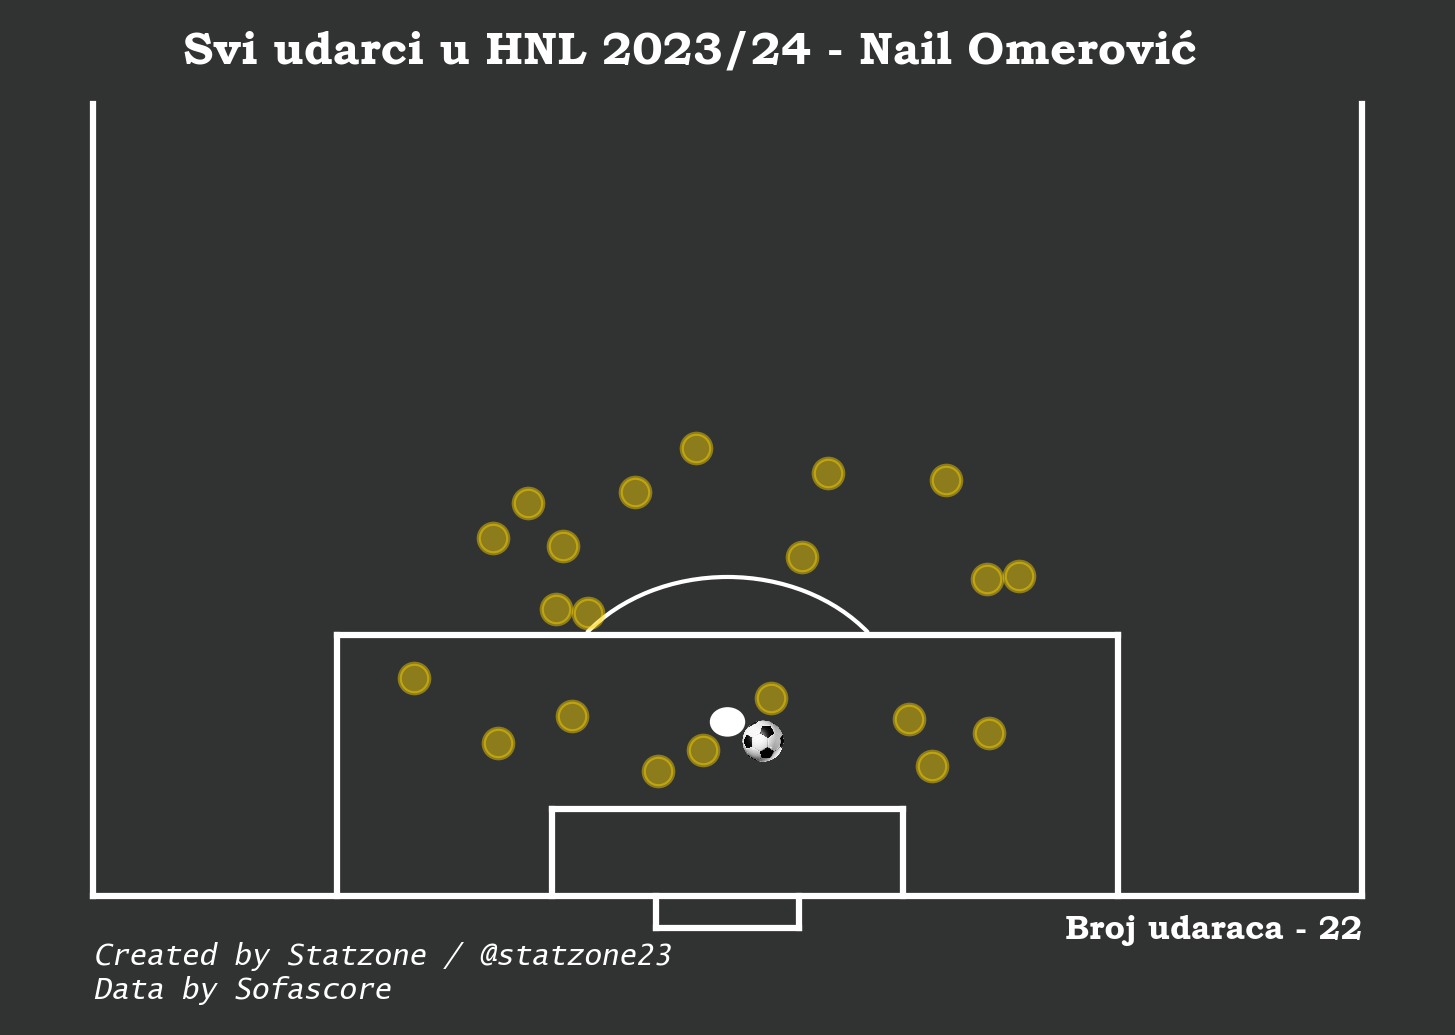 Svi udarci u HNL 2023/24 - Nail Omerović
Broj udaraca - 22
Created by Statzone / @statzone23
Data by Sofascore